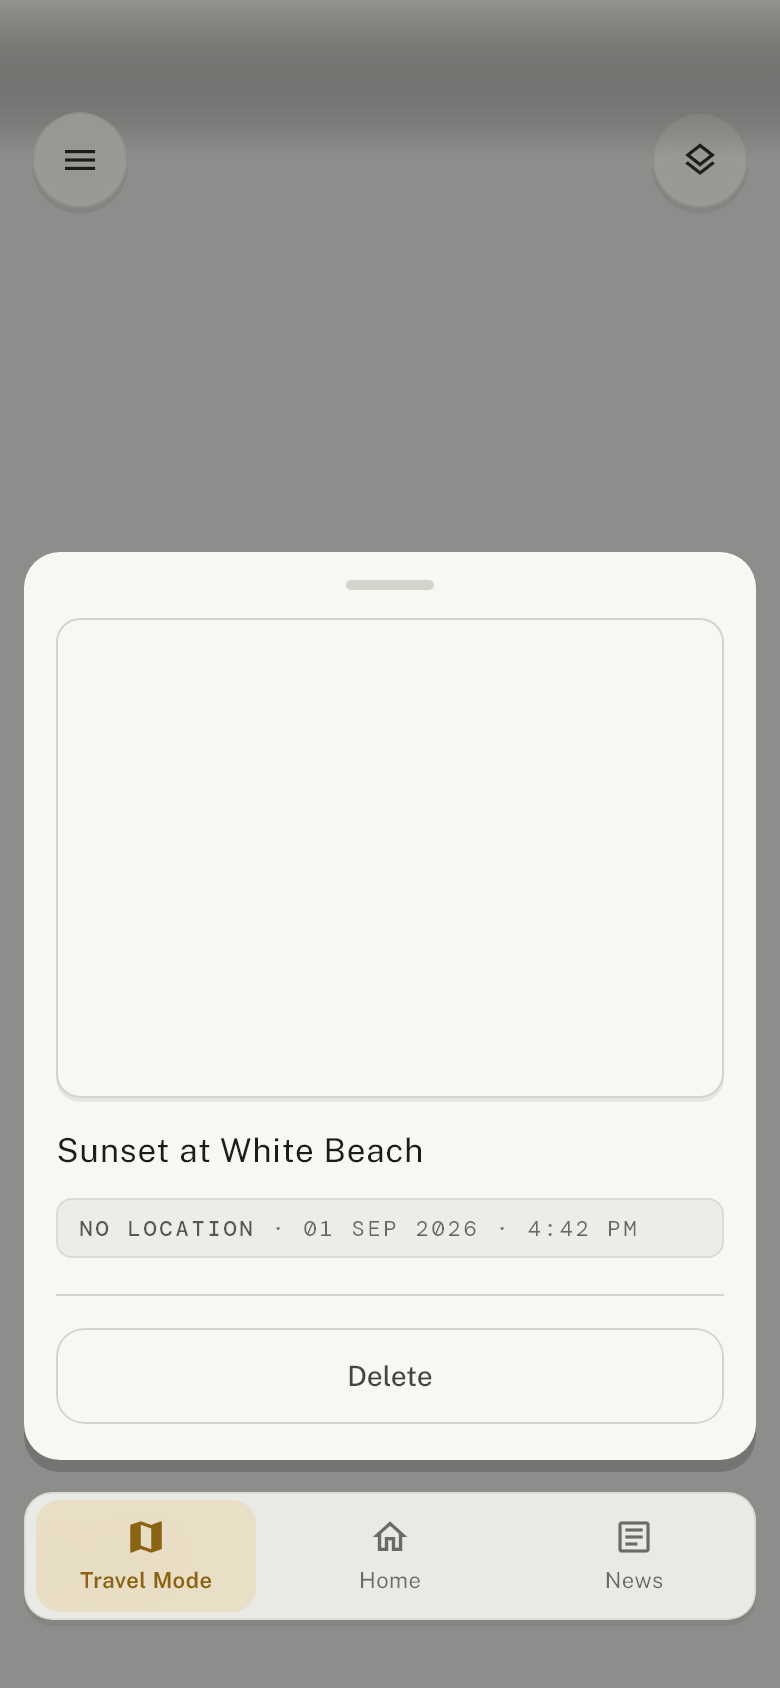 Sunset at White Beach
NO LOCATION · 01 SEP 2026 · 4:42 PM
Delete
Travel Mode
Home
News